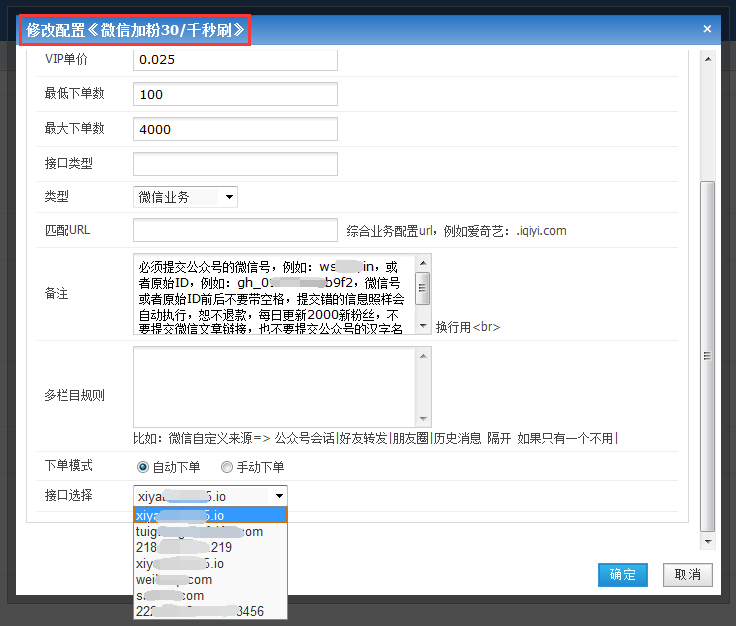 修改配置《微信加粉30/千秒刷》
×
VIP单价 0.025
最低下单数 100
最大下单数 4000
接口类型
类型 微信业务
匹配URL 综合业务配置url，例如爱奇艺：.iqiyi.com
备注
必须提交公众号的微信号，例如：ws in，或
者原始ID，例如：gh_0 b9f2，微信号
或者原始ID前后不要带空格，提交错的信息照样会
自动执行，恕不退款，每日更新2000新粉丝，不
要提交微信文章链接，也不要提交公众号的汉字名
换行用<br>
多栏目规则
比如：微信自定义来源=> 公众号会话|好友转发|朋友圈|历史消息 隔开 如果只有一个不用|
下单模式 自动下单 手动下单
接口选择 xiya 5.io
xiya 5.io
tuig com
218 .219
xiy 5.io
wei .com
s .com
222 3456
确定 取消